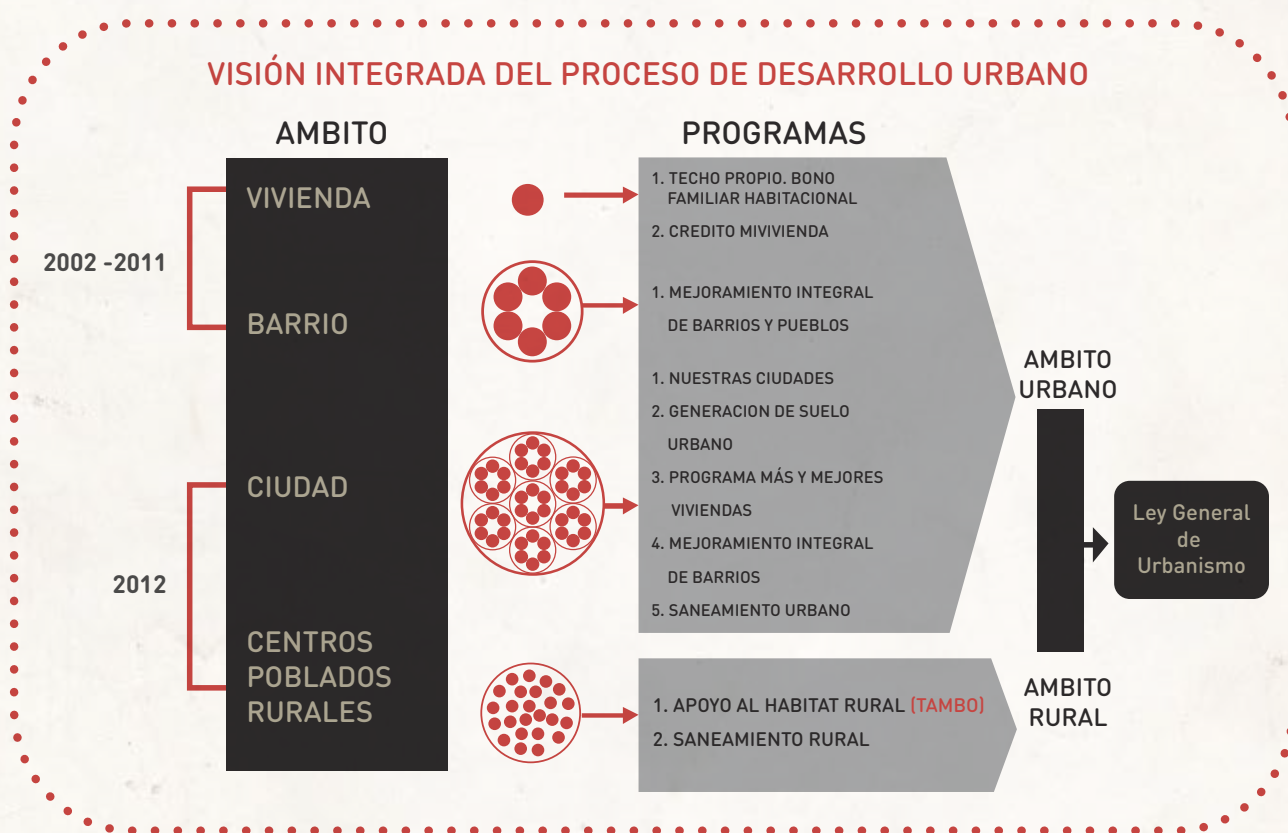 VISIÓN INTEGRADA DEL PROCESO DE DESARROLLO URBANO
AMBITO
PROGRAMAS
2002 -2011
VIVIENDA
1. TECHO PROPIO. BONO
FAMILIAR HABITACIONAL
2. CREDITO MIVIVIENDA
BARRIO
1. MEJORAMIENTO INTEGRAL
DE BARRIOS Y PUEBLOS
2012
CIUDAD
1. NUESTRAS CIUDADES
2. GENERACION DE SUELO
URBANO
3. PROGRAMA MÁS Y MEJORES
VIVIENDAS
4. MEJORAMIENTO INTEGRAL
DE BARRIOS
5. SANEAMIENTO URBANO
CENTROS
POBLADOS
RURALES
1. APOYO AL HABITAT RURAL (TAMBO)
2. SANEAMIENTO RURAL
AMBITO
URBANO
AMBITO
RURAL
Ley General
de
Urbanismo